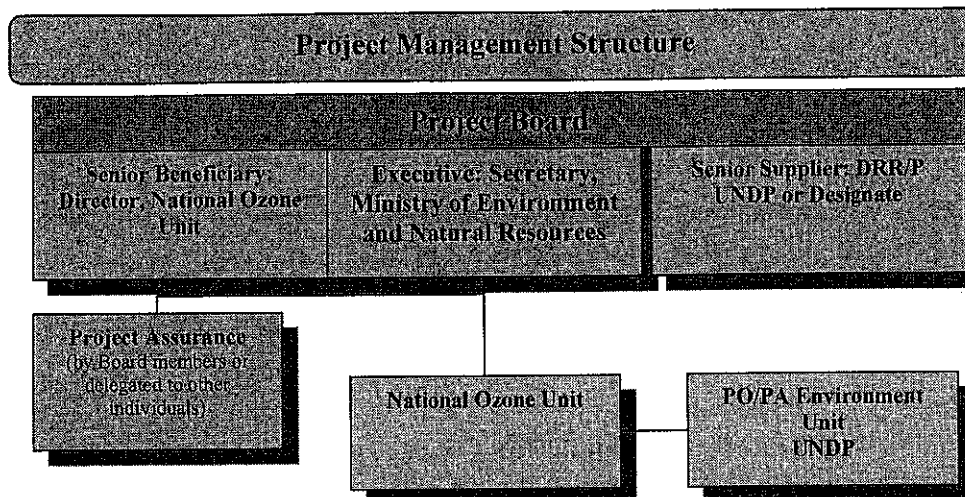 Project Management Structure
Project Board
Senior Beneficiary:
Director, National Ozone
Unit
Executive: Secretary,
Ministry of Environment
and Natural Resources
Senior Supplier: DRR/P
UNDP or Designate
Project Assurance
(by Board members or
delegated to other
individuals)
National Ozone Unit
PO/PA Environment
Unit
UNDP